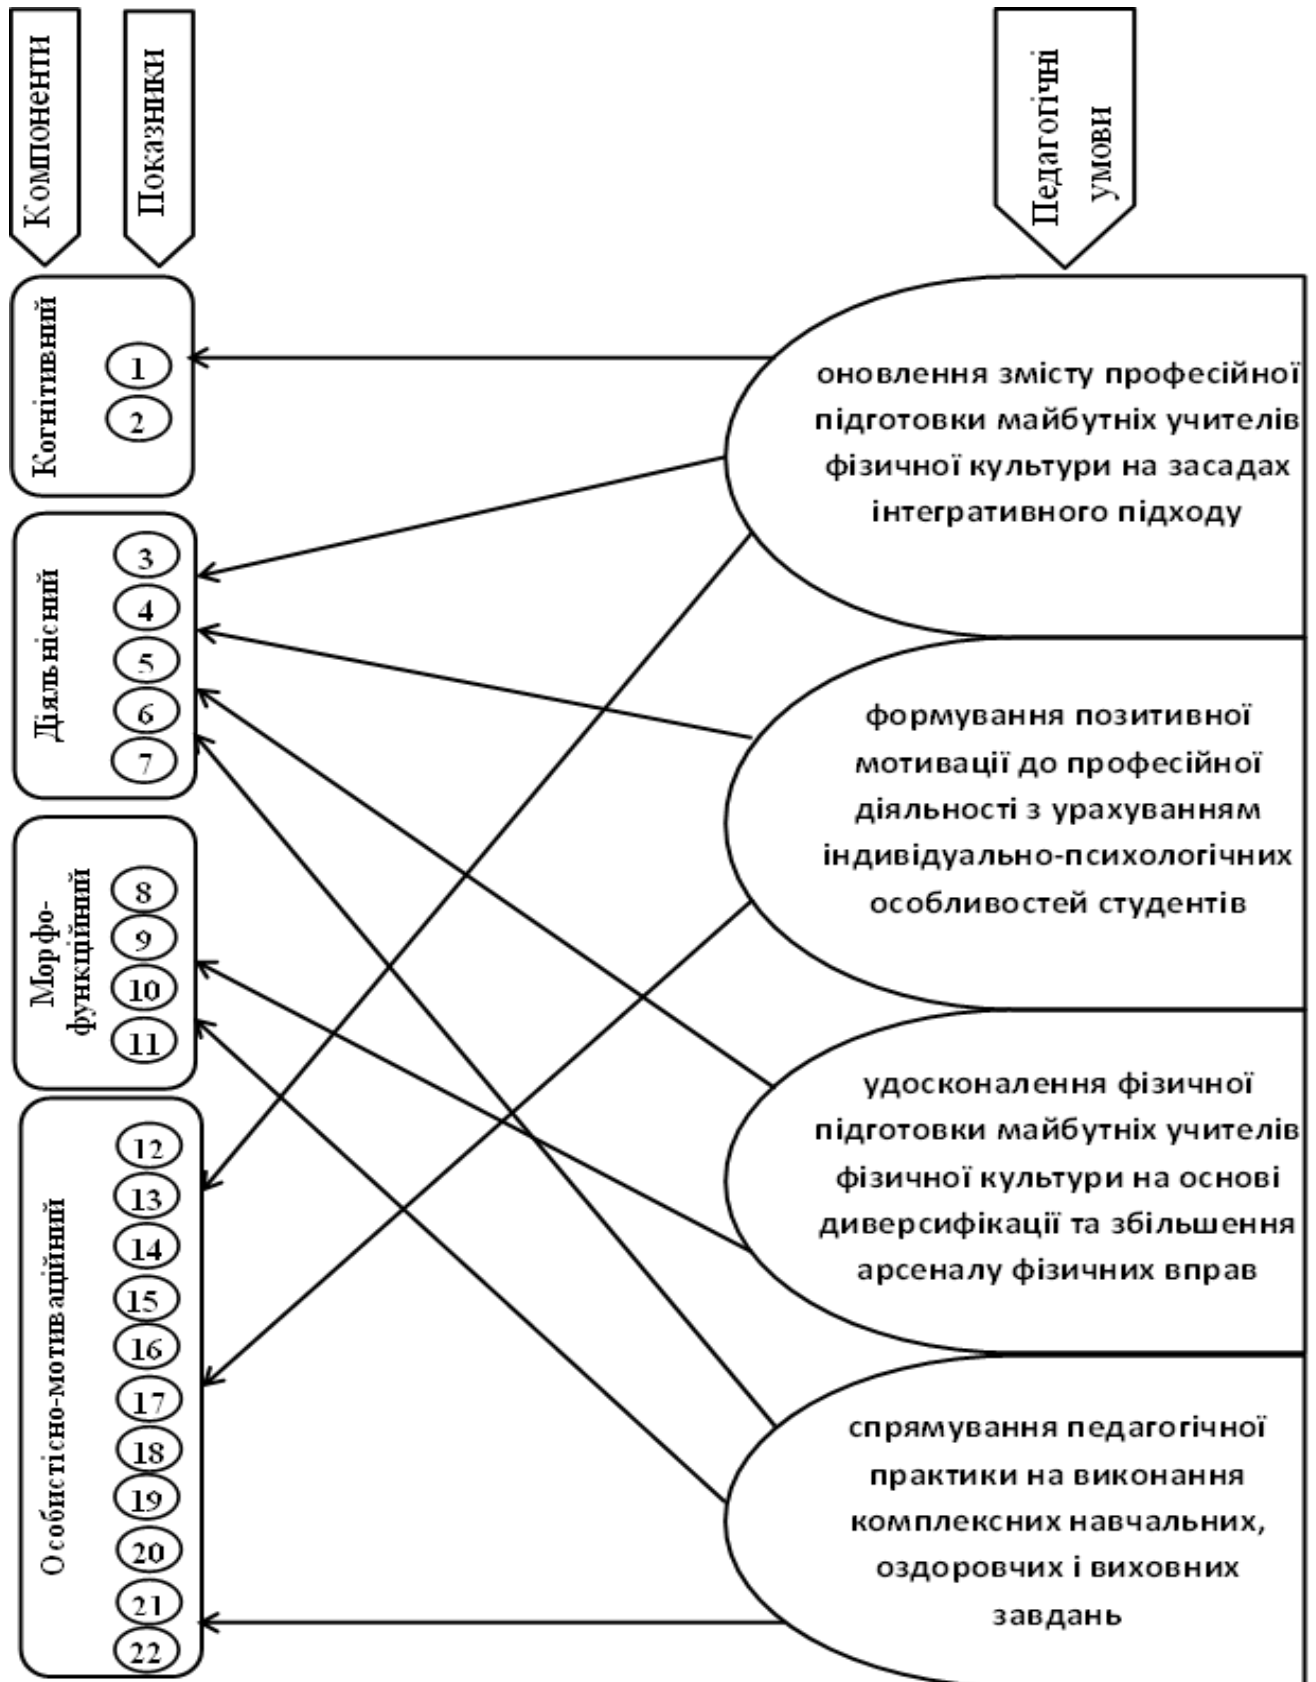 Компоненти
Показники
Педагогічні
умови
Когнітивний
1
2
оновлення змісту професійної
підготовки майбутніх учителів
фізичної культури на засадах
інтегративного підходу
Діяльнісний
3
4
5
6
7
формування позитивної
мотивації до професійної
діяльності з урахуванням
індивідуально-психологічних
особливостей студентів
Морфо-
функційний
8
9
10
11
удосконалення фізичної
підготовки майбутніх учителів
фізичної культури на основі
диверсифікації та збільшення
арсеналу фізичних вправ
Особистісно-мотиваційний
12
13
14
15
16
17
18
19
20
21
22
спрямування педагогічної
практики на виконання
комплексних навчальних,
оздоровчих і виховних
завдань